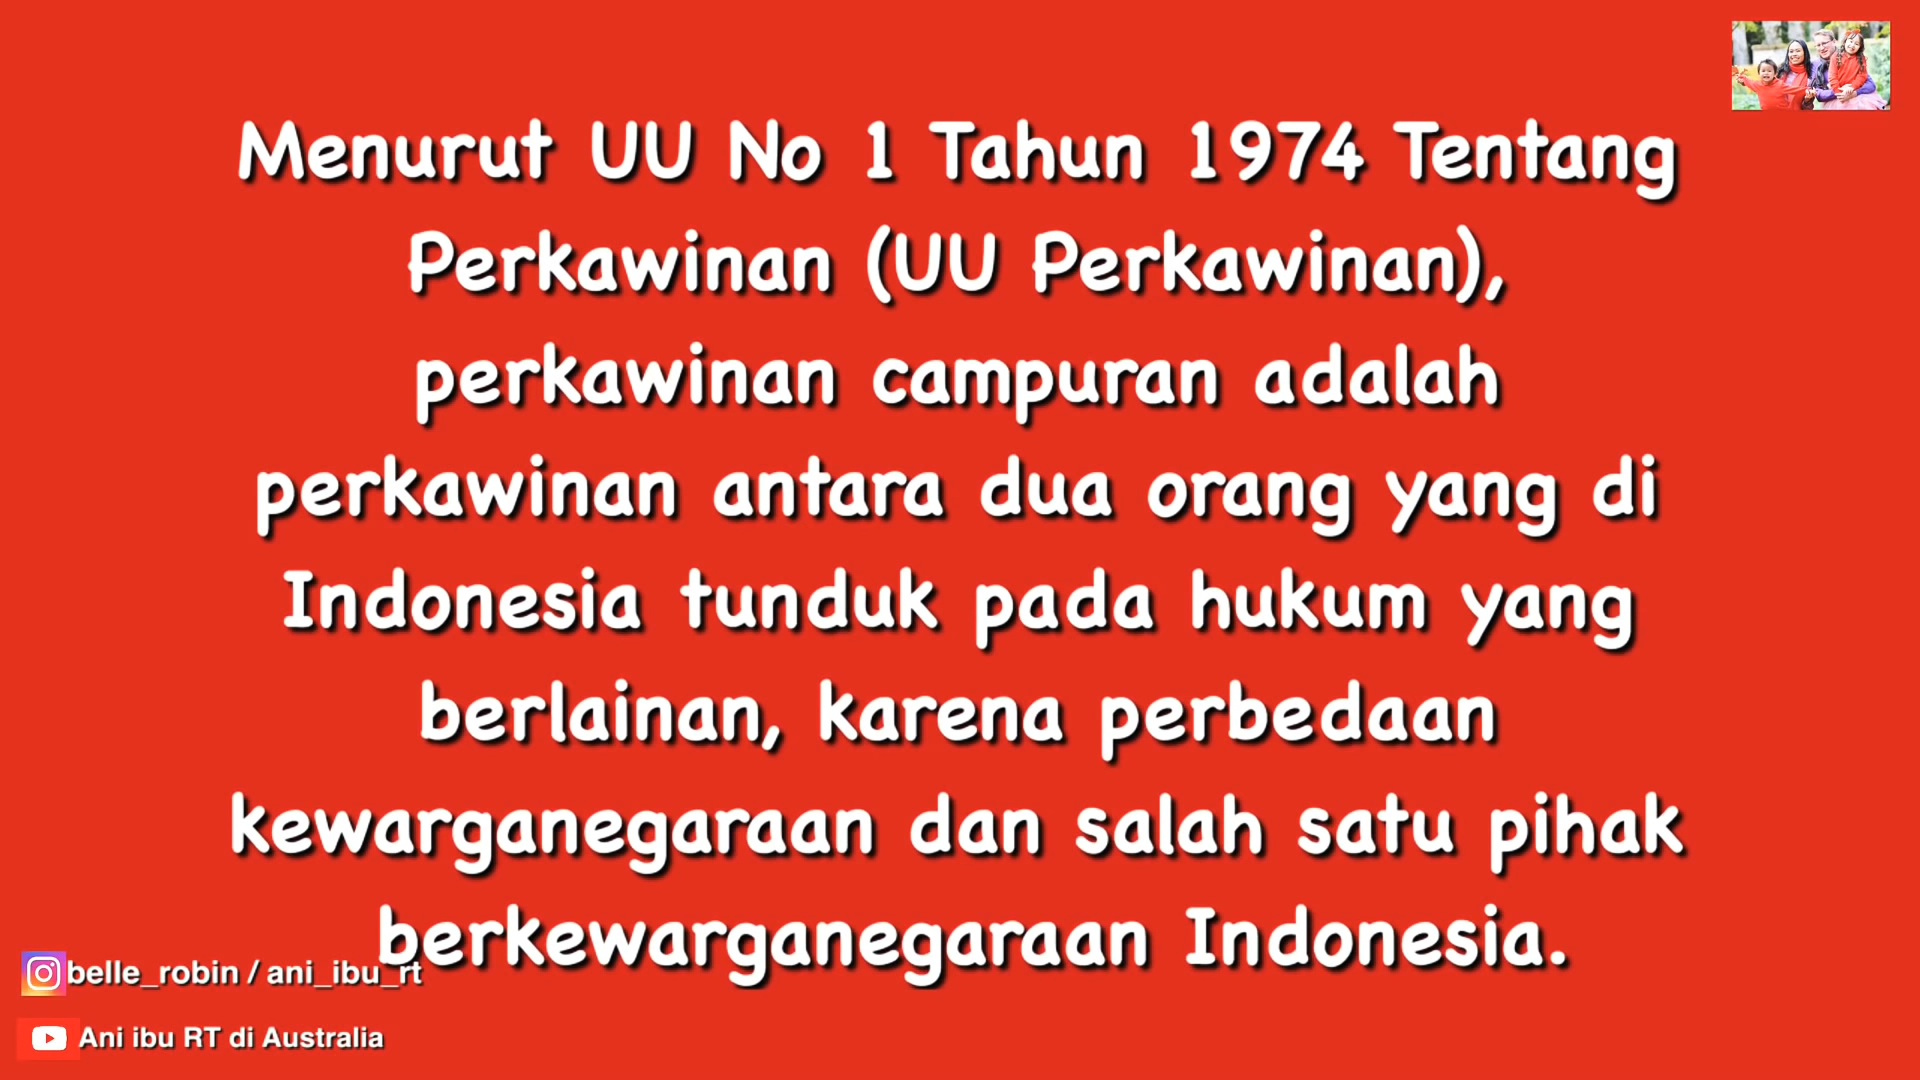 Menurut UU No 1 Tahun 1974 Tentang
Perkawinan (UU Perkawinan),
perkawinan campuran adalah
perkawinan antara dua orang yang di
Indonesia tunduk pada hukum yang
berlainan, karena perbedaan
kewarganegaraan dan salah satu pihak
berkewarganegaraan Indonesia.
belle_robin / ani_ibu_rt
Ani ibu RT di Australia